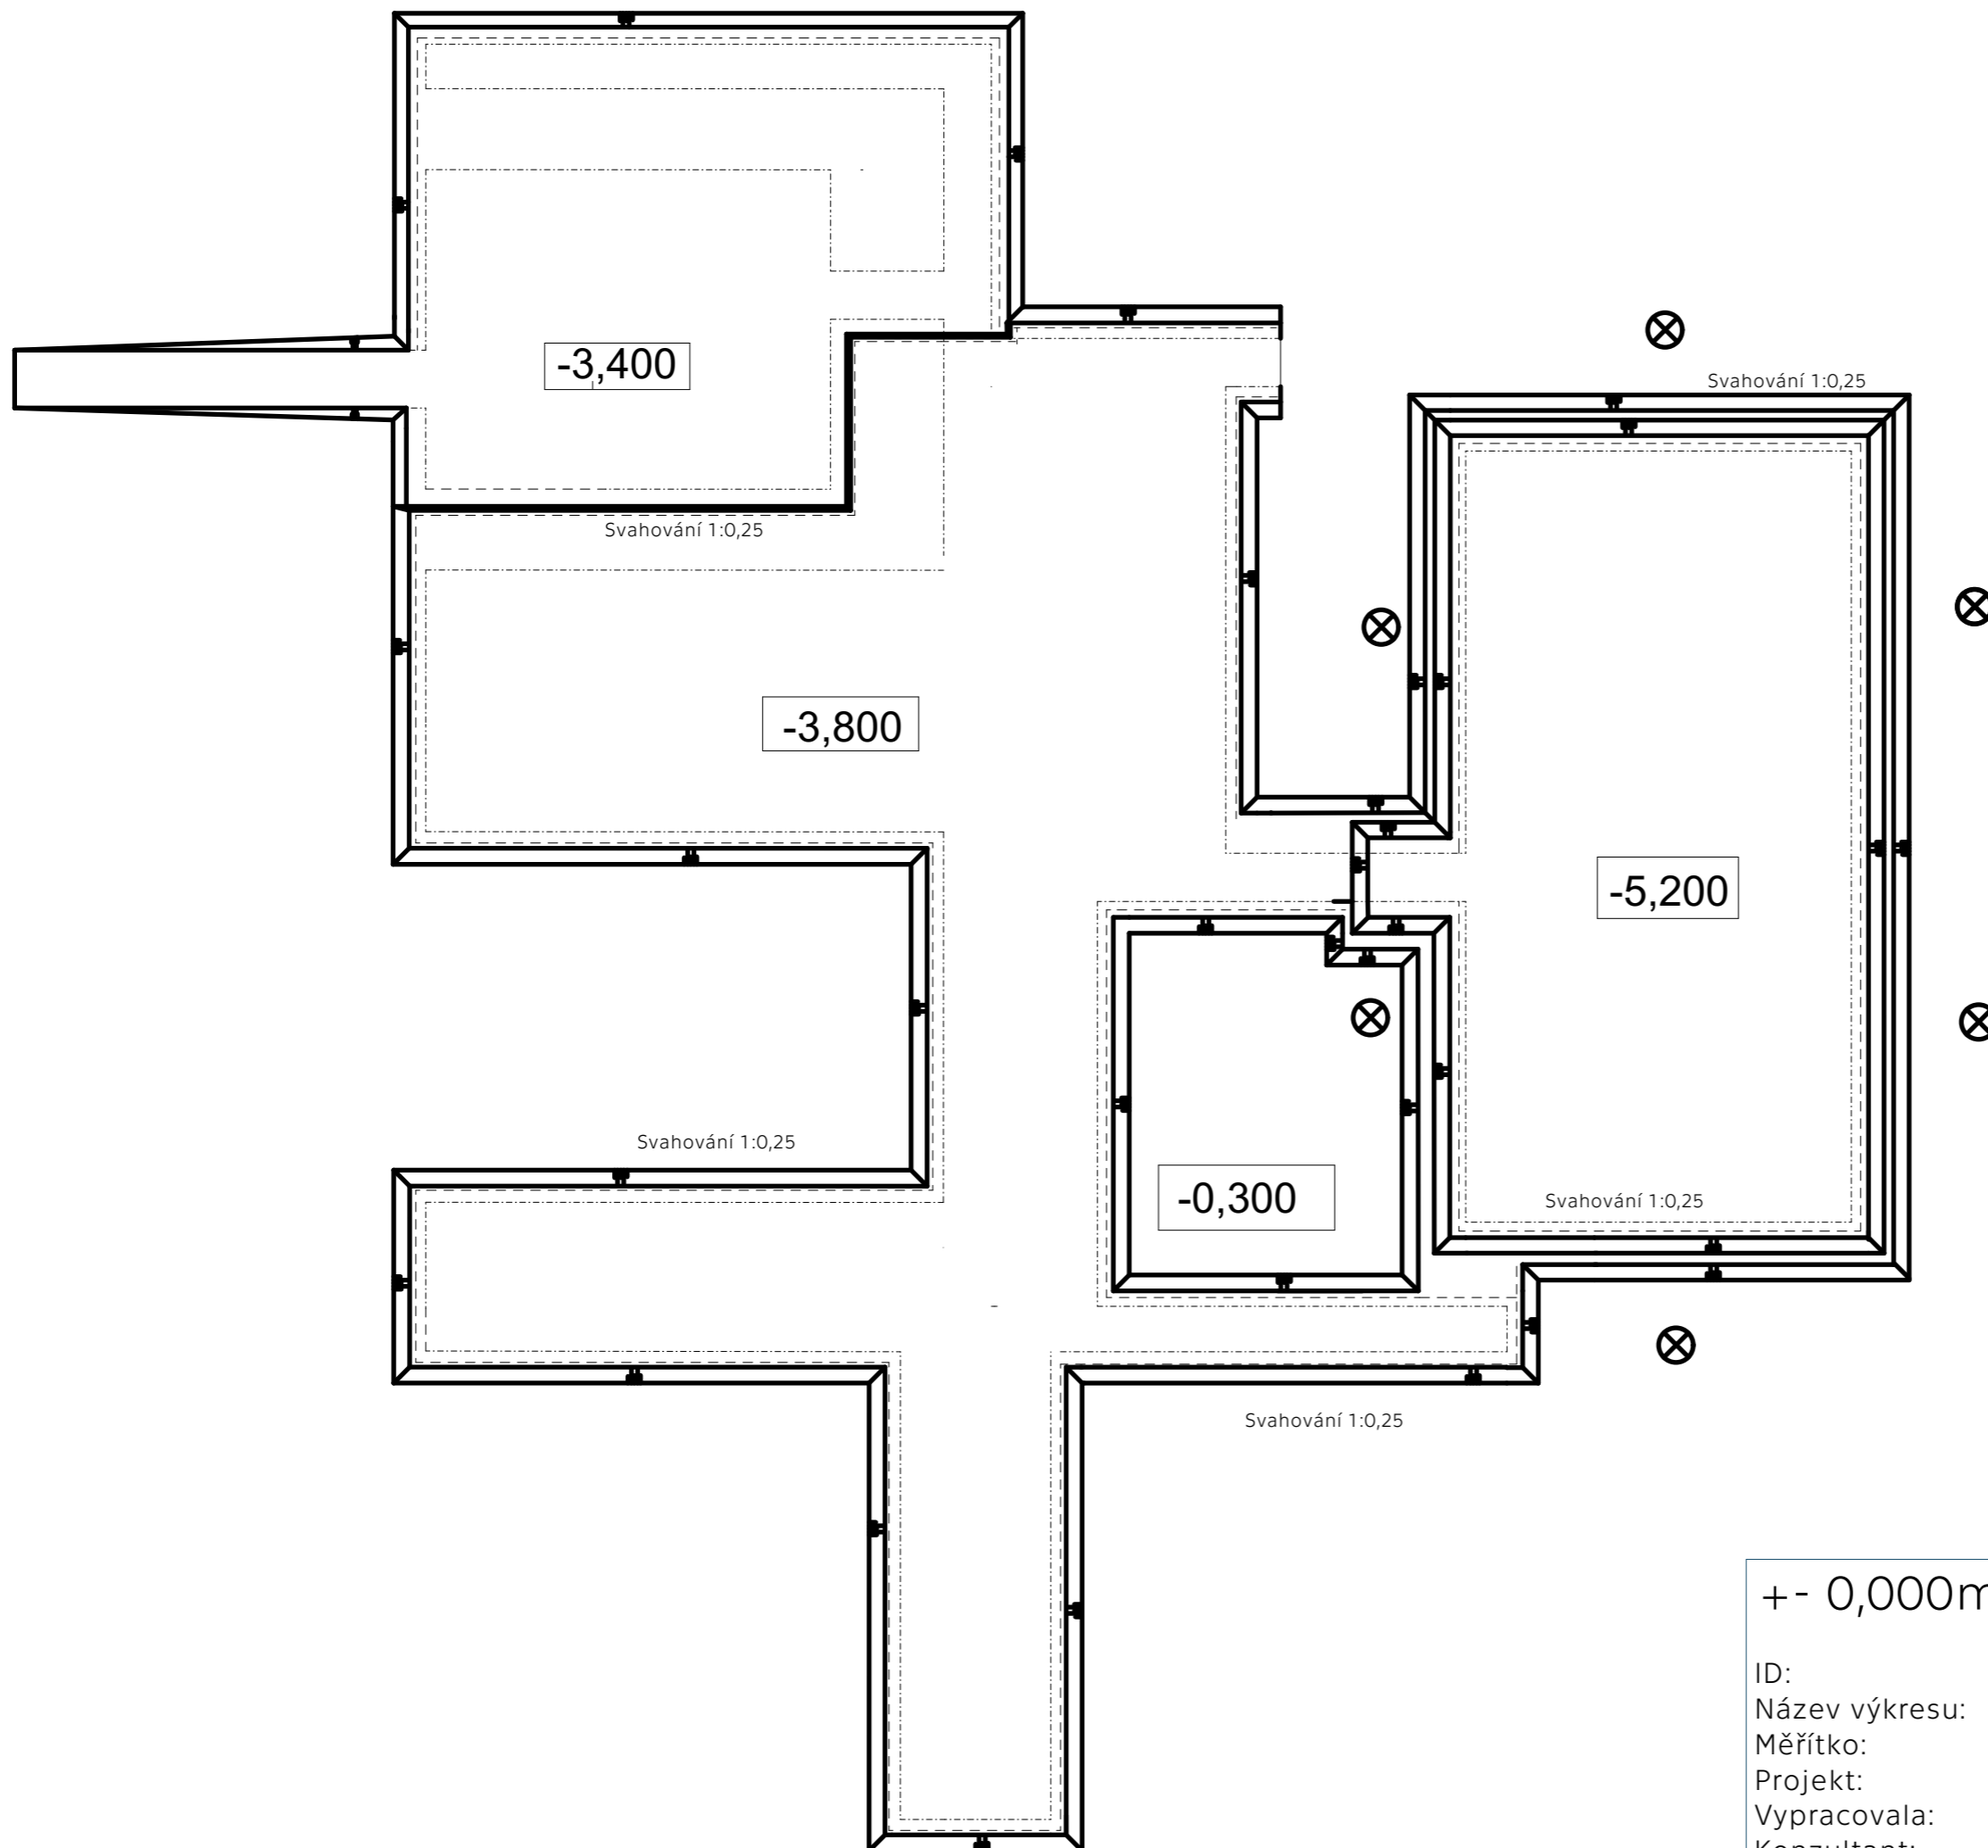 -3,400
Svahování 1:0,25
Svahování 1:0,25
-3,800
-5,200
Svahování 1:0,25
-0,300
Svahování 1:0,25
Svahování 1:0,25
+- 0,000m
ID:
Název výkresu:
Měřítko:
Projekt:
Vypracovala:
Konzultant: